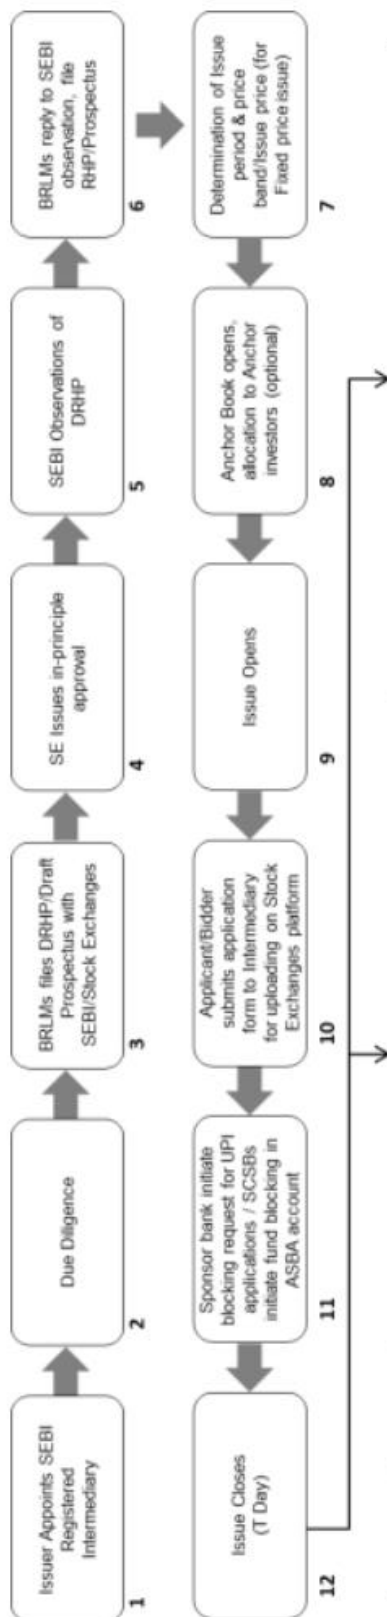 Issuer Appoints SEBI
Registered
Intermediary
1
Due Diligence
2
BRLMs files DRHP/Draft
Prospectus with
SEBI/Stock Exchanges
3
SE Issues in-principle
approval
4
SEBI Observations of
DRHP
5
BRLMs reply to SEBI
observation, file
RHP/Prospectus
6
Determination of Issue
period & price
band/Issue price (for
Fixed price issue)
7
Anchor Book opens,
allocation to Anchor
investors (optional)
8
Issue Opens
9
Applicant/Bidder
submits application
form to Intermediary
for uploading on Stock
Exchanges platform
10
Sponsor bank initiate
blocking request for UPI
applications / SCSBs
initiate fund blocking in
ASBA account
11
Issue Closes
(T Day)
12